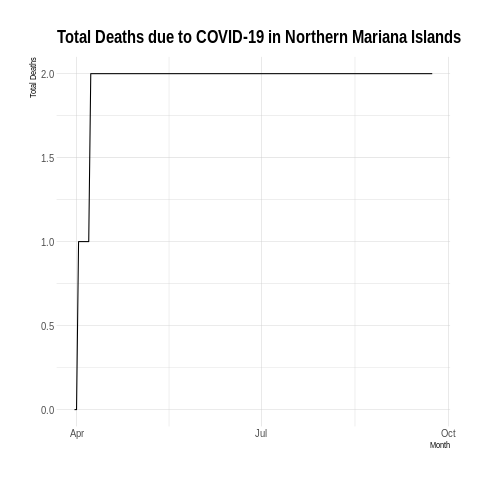 Total Deaths due to COVID-19 in Northern Mariana Islands
Total Deaths
2.0
1.5
1.0
0.5
0.0
Apr Jul Oct
Month